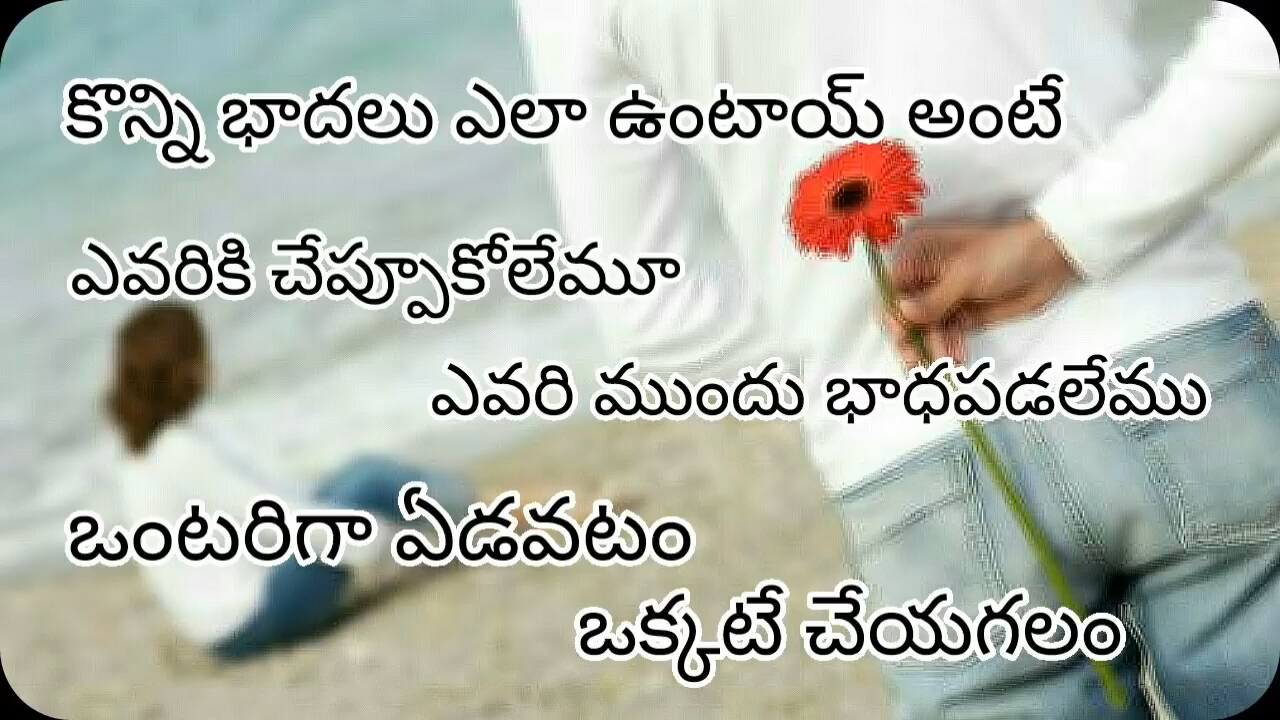 కొన్ని భాదలు ఎలా ఉంటాయ్ అంటే
ఎవరికి చేప్పూకోలేమూ
ఎవరి ముందు భాధపడలేము
ఒంటరిగా ఏడవటం
ఒక్కటే చేయగలం